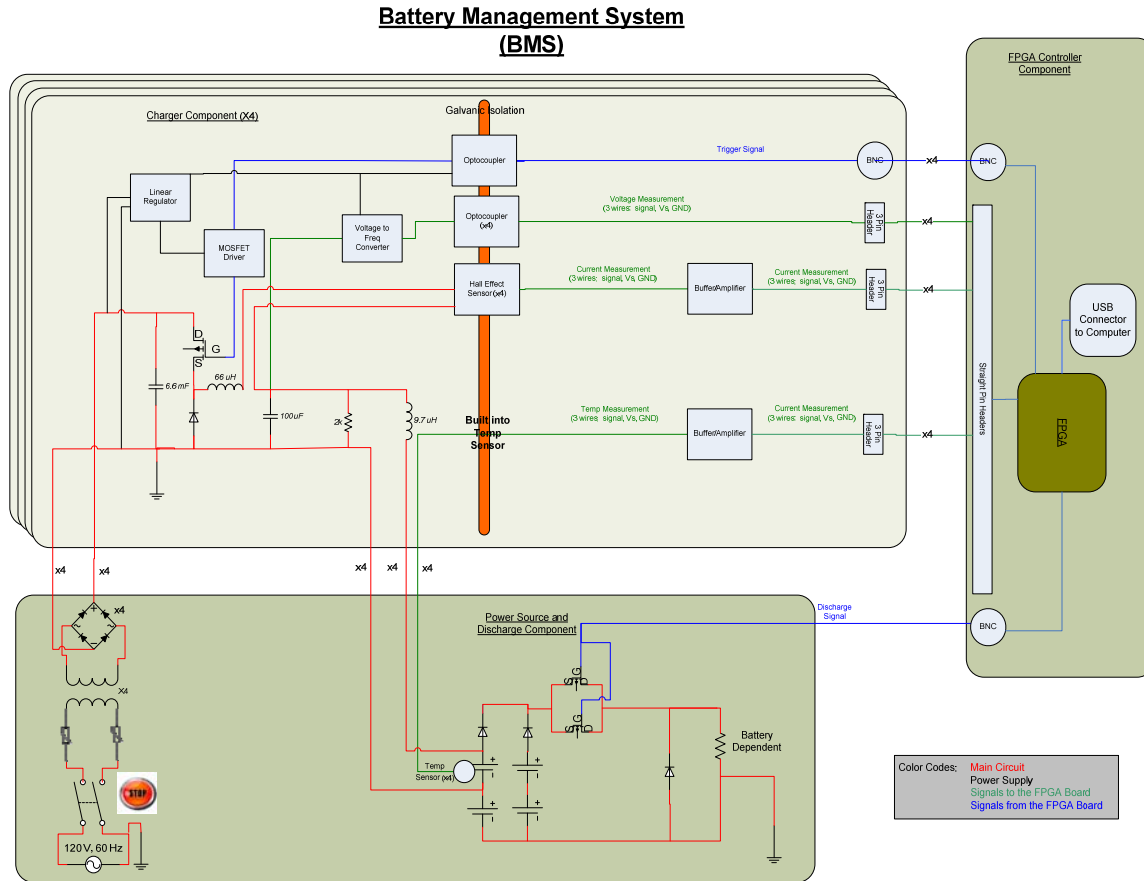 Battery Management System
(BMS)
FPGA Controller
Component
Charger Component (X4)
Galvanic Isolation
Optocoupler
Trigger Signal
BNC
x4
BNC
Linear
Regulator
Voltage Measurement
(3 wires: signal, Vs, GND)
Optocoupler
(x4)
3 Pin
Header
x4
Voltage to
Freq
Converter
MOSFET
Driver
Current Measurement
(3 wires: signal, Vs, GND)
Current Measurement
(3 wires: signal, Vs, GND)
Hall Effect
Sensor (x4)
Buffer/Amplifier
3 Pin
Header
x4
USB
Connector
to Computer
D
G
S
66 uH
6.6 mF
100uF
2k
9.7 uH
Built into
Temp
Sensor
Temp Measurement
(3 wires: signal, Vs, GND)
Current Measurement
(3 wires: signal, Vs, GND)
Buffer/Amplifier
3 Pin
Header
x4
Straight Pin Headers
FPGA
x4
x4
x4
x4
x4
x4
Power Source and
Discharge Component
Discharge
Signal
BNC
X4
S
G
D
S
G
D
Battery
Dependent
Temp
Sensor (x4)
+
-
+
-
+
-
+
-
STOP
120V, 60 Hz
Color Codes:
Main Circuit
Power Supply
Signals to the FPGA Board
Signals from the FPGA Board